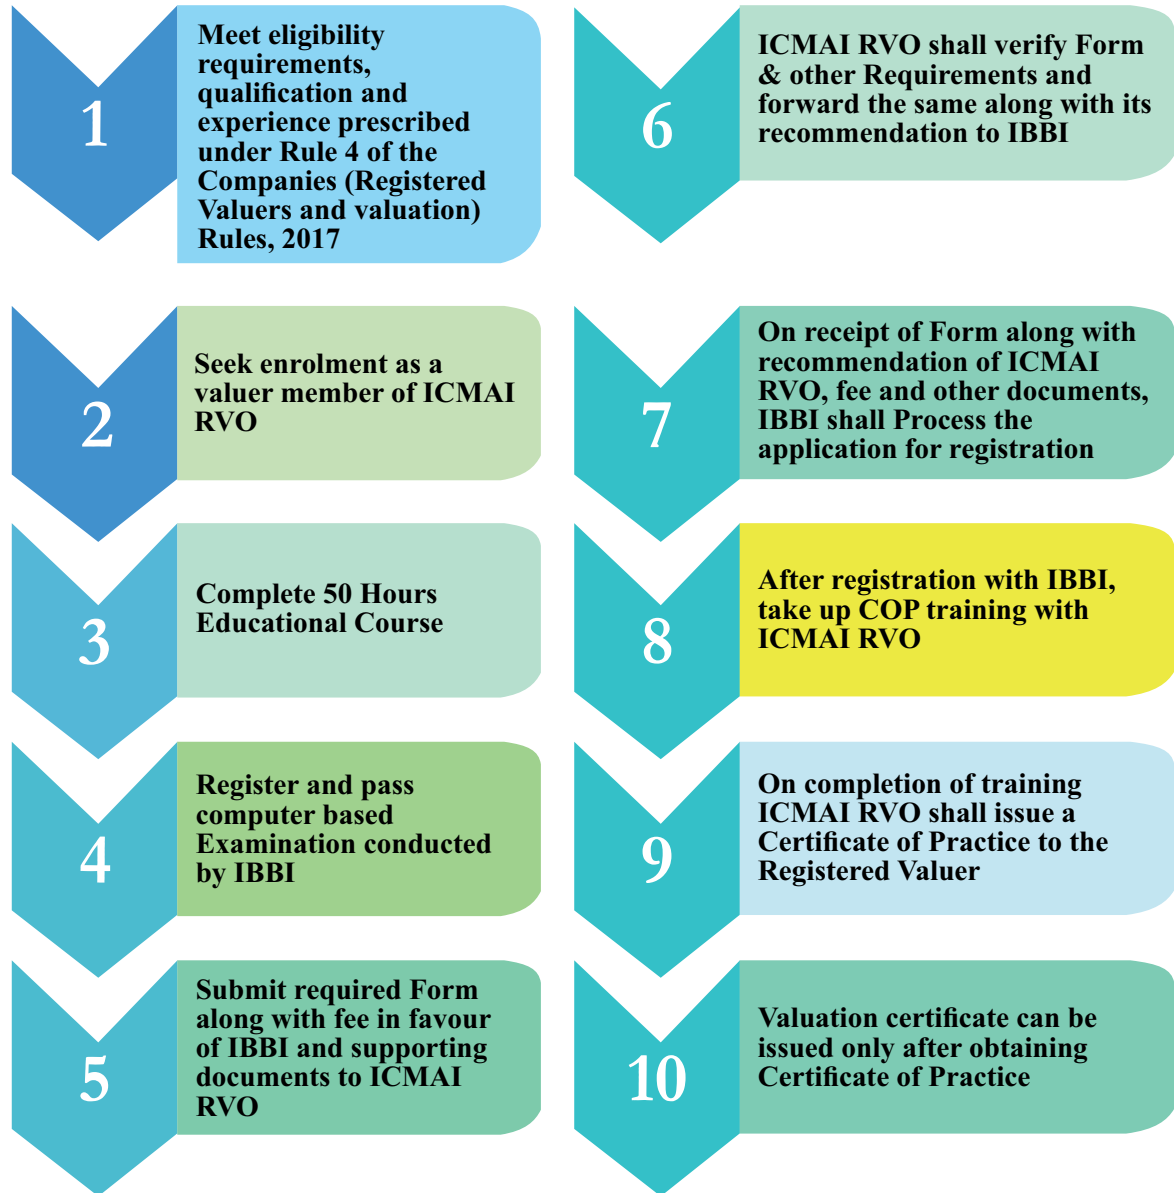 1
Meet eligibility
requirements,
qualification and
experience prescribed
under Rule 4 of the
Companies (Registered
Valuers and valuation)
Rules, 2017
2
Seek enrolment as a
valuer member of ICMAI
RVO
3
Complete 50 Hours
Educational Course
4
Register and pass
computer based
Examination conducted
by IBBI
5
Submit required Form
along with fee in favour
of IBBI and supporting
documents to ICMAI
RVO
6
ICMAI RVO shall verify Form
& other Requirements and
forward the same along with its
recommendation to IBBI
7
On receipt of Form along with
recommendation of ICMAI
RVO, fee and other documents,
IBBI shall Process the
application for registration
8
After registration with IBBI,
take up COP training with
ICMAI RVO
9
On completion of training
ICMAI RVO shall issue a
Certificate of Practice to the
Registered Valuer
10
Valuation certificate can be
issued only after obtaining
Certificate of Practice